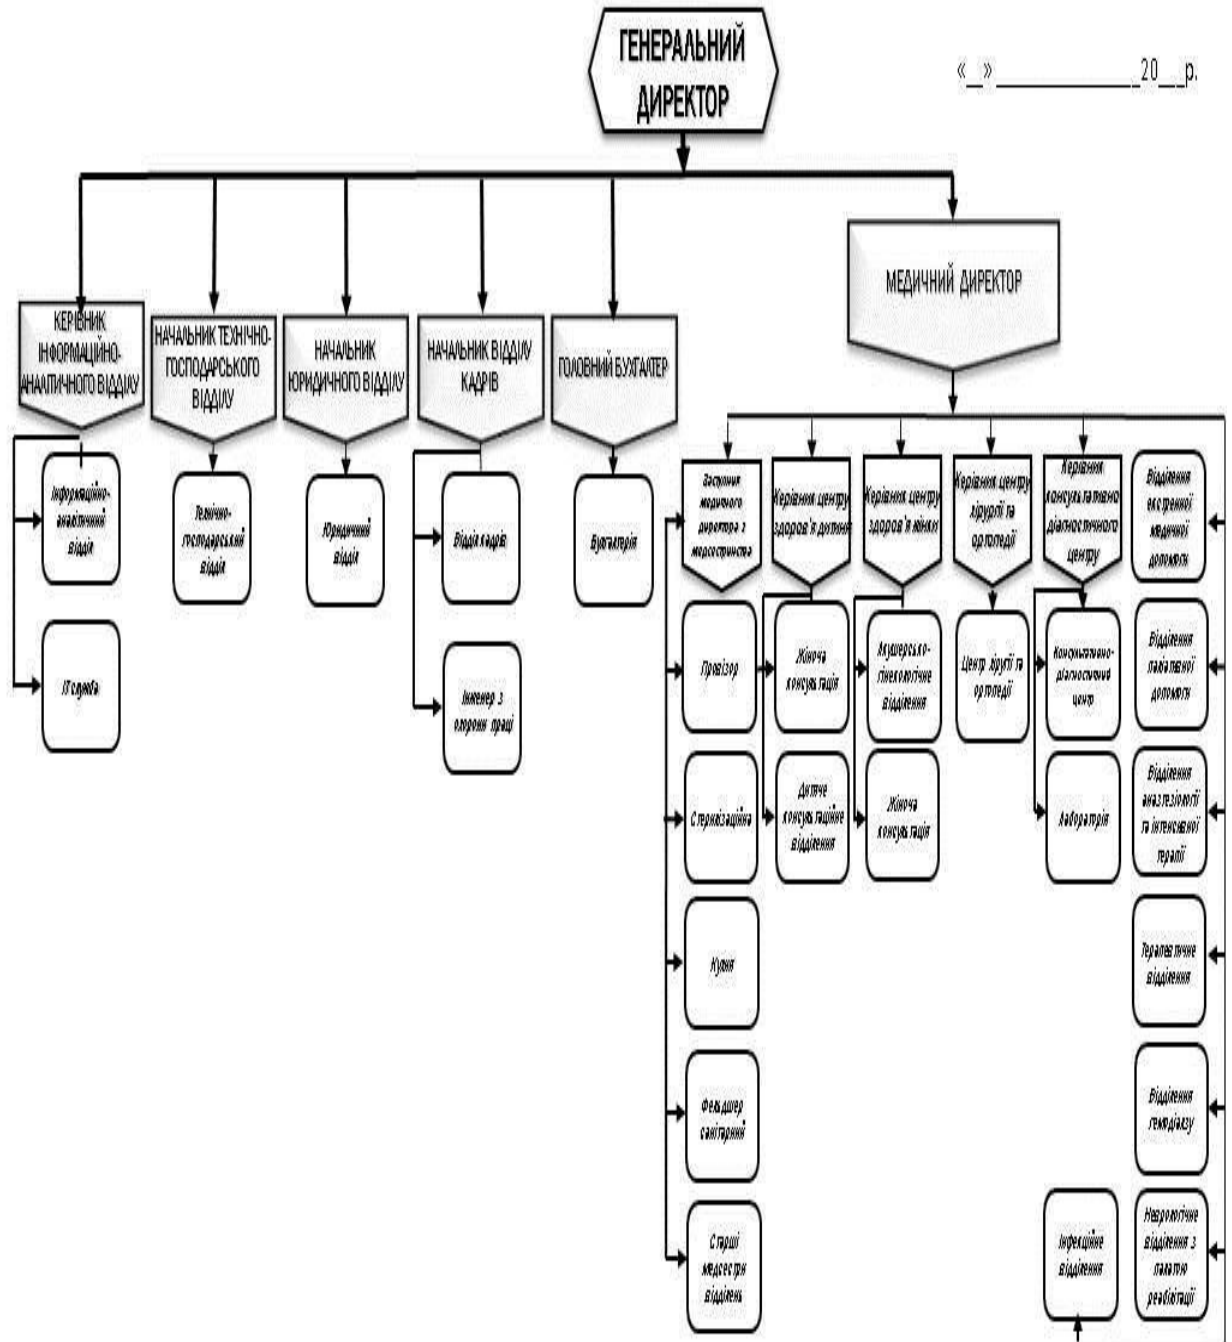 ГЕНЕРАЛЬНИЙ
ДИРЕКТОР
«__» ________________20___р.
МЕДИЧНИЙ ДИРЕКТОР
КЕРІВНИК
ІНФОРМАЦІЙНО-
АНАЛІТИЧНОГО ВІДДІЛУ
НАЧАЛЬНИК ТЕХНІЧНО-
ГОСПОДАРСЬКОГО
ВІДДІЛУ
НАЧАЛЬНИК
ЮРИДИЧНОГО ВІДДІЛУ
НАЧАЛЬНИК ВІДДІЛУ
КАДРІВ
ГОЛОВНИЙ БУХГАЛТЕР
Інформаційно-
аналітичний
відділ
Технічно-
господарський
відділ
Юридичний
відділ
Відділ кадрів
Бухгалтерія
Заступник
медичного
директора з
медсестринства
Керівник центру
здоров'я дитини
Керівник центру
здоров'я жінки
Керівник центру
хірургії та
ортопедії
Керівник
консультативно
діагностичного
центру
Відділення
екстреної
медичної
допомоги
ІТ служба
Інженер з
охорони праці
Провізор
Жіноча
консультація
Акушерсько-
гінекологічне
відділення
Центр хірургії та
ортопедії
Консультативно-
діагностичний
центр
Відділення
паліативної
допомоги
Стерилізаційна
Дитяче
консультаційне
відділення
Жіноча
консультація
Лабораторія
Відділення
анастезіології
та інтенсивної
терапії
Кухня
Терапевтичне
відділення
Фельдшер
санітарний
Відділення
гемодіалізу
Старші
медсестри
відділень
Інфекційне
відділення
Неврологічне
відділення з
палатою
реабілітації